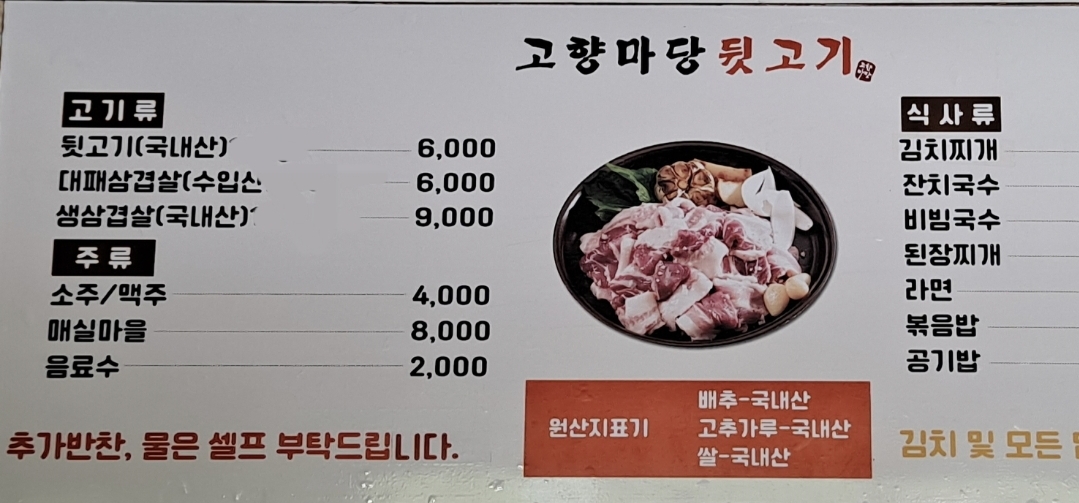 고향마당뒷고기
고기류
뒷고기(국내산) 6,000
대패삼겹살(수입산 6,000
생삼겹살(국내산) 9,000
주류
소주/맥주 4,000
매실마을 8,000
음료수 2,000
추가반찬, 물은 셀프 부탁드립니다.
원산지표기
배추-국내산
고추가루-국내산
쌀-국내산
식사류
김치찌개
잔치국수
비빔국수
된장찌개
라면
볶음밥
공기밥
김치 및 모든